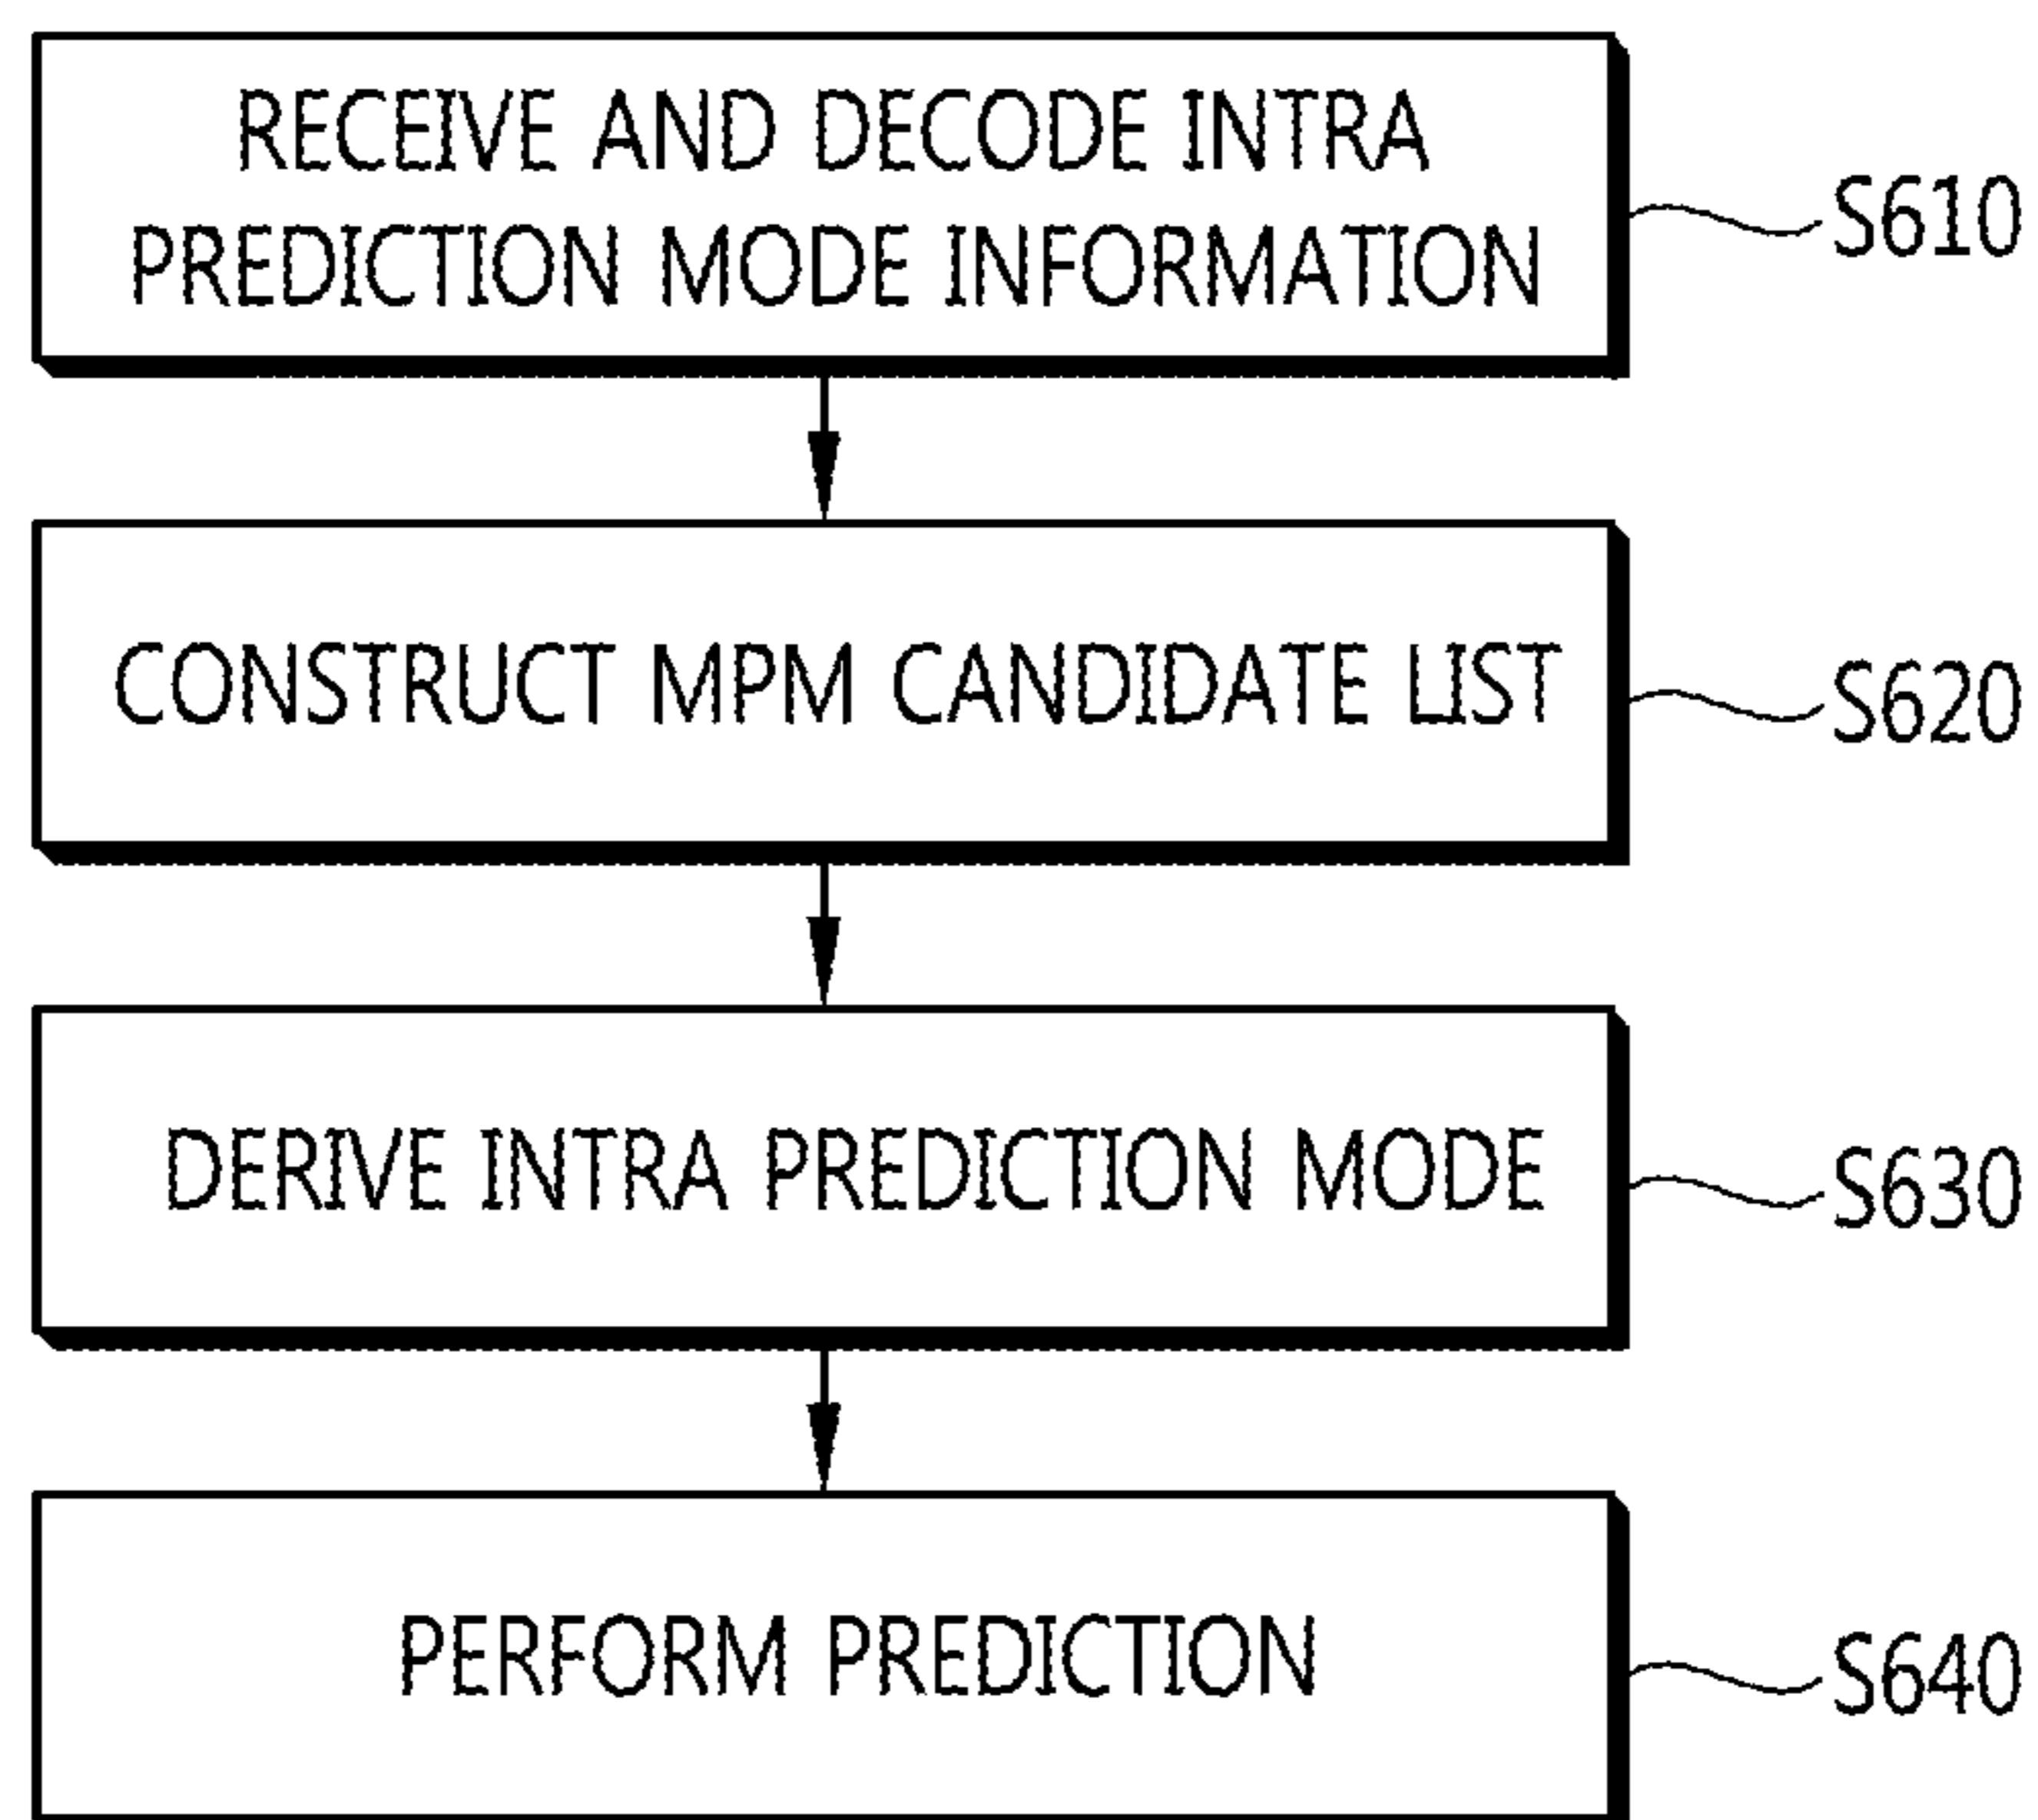 RECEIVE AND DECODE INTRA
PREDICTION MODE INFORMATION
S610
CONSTRUCT MPM CANDIDATE LIST
S620
DERIVE INTRA PREDICTION MODE
S630
PERFORM PREDICTION
S640